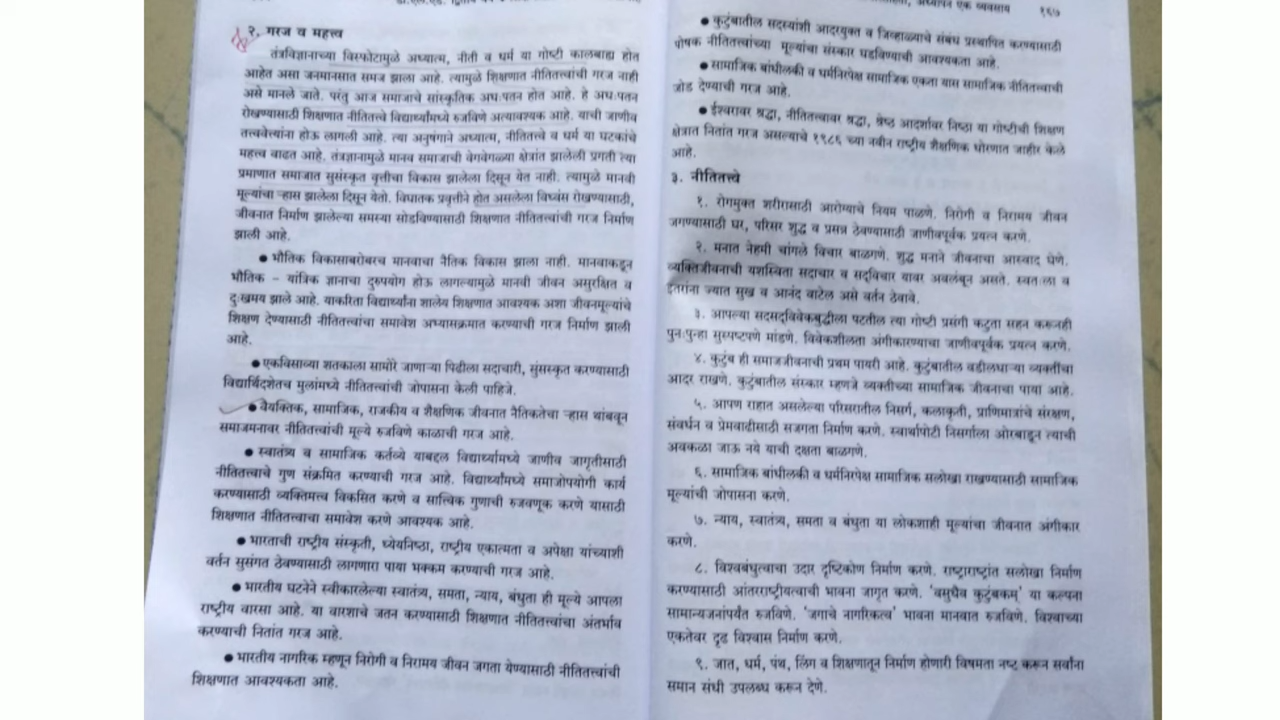 २. गरज व महत्त्व
तंत्रविज्ञानाच्या विस्फोटामुळे अध्यात्म, नीती व धर्म या गोष्टी कालबाह्य होत
आहेत असा जनमानसात समज झाला आहे. त्यामुळे शिक्षणात नीतितत्त्वांची गरज नाही
असे मानले जाते. परंतु आज समाजाचे सांस्कृतिक अध:पतन होत आहे. हे अध:पतन
रोखण्यासाठी शिक्षणात नीतितत्त्वे विद्यार्थ्यांमध्ये रुजविणे अत्यावश्यक आहे. याची जाणीव
तत्त्ववेत्त्यांना होऊ लागली आहे. त्या अनुषंगाने अध्यात्म, नीतितत्त्वे व धर्म या घटकांचे
महत्त्व वाढत आहे. तंत्रज्ञानामुळे मानव समाजाची वेगवेगळ्या क्षेत्रांत झालेली प्रगती त्या
प्रमाणात समाजात सुसंस्कृत वृत्तीचा विकास झालेला दिसून येत नाही. त्यामुळे मानवी
मूल्यांचा ऱ्हास झालेला दिसून येतो. विघातक प्रवृत्तीने होत असलेला विध्वंस रोखण्यासाठी,
जीवनात निर्माण झालेल्या समस्या सोडविण्यासाठी शिक्षणात नीतितत्त्वांची गरज निर्माण
झाली आहे.
● भौतिक विकासाबरोबरच मानवाचा नैतिक विकास झाला नाही. मानवाकडून
भौतिक – यांत्रिक ज्ञानाचा दुरुपयोग होऊ लागल्यामुळे मानवी जीवन असुरक्षित व
दु:खमय झाले आहे. याकरिता विद्यार्थ्यांना शालेय शिक्षणात आवश्यक अशा जीवनमूल्यांचे
शिक्षण देण्यासाठी नीतितत्त्वांचा समावेश अभ्यासक्रमात करण्याची गरज निर्माण झाली
आहे.
● एकविसाव्या शतकाला सामोरे जाणाऱ्या पिढीला सदाचारी, सुंसस्कृत करण्यासाठी
विद्यार्थिदशेतच मुलांमध्ये नीतितत्त्वांची जोपासना केली पाहिजे.
● वैयक्तिक, सामाजिक, राजकीय व शैक्षणिक जीवनात नैतिकतेचा ऱ्हास थांबवून
समाजमनावर नीतितत्त्वांची मूल्ये रुजविणे काळाची गरज आहे.
● स्वातंत्र्य व सामाजिक कर्तव्ये याबद्दल विद्यार्थ्यामध्ये जाणीव जागृतीसाठी
नीतितत्त्वाचे गुण संक्रमित करण्याची गरज आहे. विद्यार्थ्यांमध्ये समाजोपयोगी कार्य
करण्यासाठी व्यक्तिमत्त्व विकसित करणे व सात्त्विक गुणाची रुजवणूक करणे यासाठी
शिक्षणात नीतितत्त्वाचा समावेश करणे आवश्यक आहे.
● भारताची राष्ट्रीय संस्कृती, ध्येयनिष्ठा, राष्ट्रीय एकात्मता व अपेक्षा यांच्याशी
वर्तन सुसंगत ठेवण्यासाठी लागणारा पाया भक्कम करण्याची गरज आहे.
● भारतीय घटनेने स्वीकारलेल्या स्वातंत्र्य, समता, न्याय, बंधुता ही मूल्ये आपला
राष्ट्रीय वारसा आहे. या वारशाचे जतन करण्यासाठी शिक्षणात नीतितत्त्वांचा अंतर्भाव
करण्याची नितांत गरज आहे.
● भारतीय नागरिक म्हणून निरोगी व निरामय जीवन जगता येण्यासाठी नीतितत्त्वांची
शिक्षणात आवश्यकता आहे.
अध्यापन एक व्यवसाय १६७
● कुटुंबातील सदस्यांशी आदरयुक्त व जिव्हाळ्याचे संबंध प्रस्थापित करण्यासाठी
पोषक नीतितत्त्वांच्या मूल्यांचा संस्कार घडविण्याची आवश्यकता आहे.
● सामाजिक बांधीलकी व धर्मनिरपेक्ष सामाजिक एकता यास सामाजिक नीतितत्त्वाची
जोड देण्याची गरज आहे.
● ईश्वरावर श्रद्धा, नीतितत्त्वावर श्रद्धा, श्रेष्ठ आदर्शावर निष्ठा या गोष्टीची शिक्षण
क्षेत्रात नितांत गरज असल्याचे १९८६ च्या नवीन राष्ट्रीय शैक्षणिक धोरणात जाहीर केले
आहे.
३. नीतितत्त्वे
१. रोगमुक्त शरीरासाठी आरोग्याचे नियम पाळणे. निरोगी व निरामय जीवन
जगण्यासाठी घर, परिसर शुद्ध व प्रसन्न ठेवण्यासाठी जाणीवपूर्वक प्रयत्न करणे.
२. मनात नेहमी चांगले विचार बाळगणे. शुद्ध मनाने जीवनाचा आस्वाद घेणे.
व्यक्तिजीवनाची यशस्विता सदाचार व सद्‌विचार यावर अवलंबून असते. स्वत:ला व
इतरांना ज्यात सुख व आनंद वाटेल असे वर्तन ठेवावे.
३. आपल्या सदसद्‌विवेकबुद्धीला पटतील त्या गोष्टी प्रसंगी कटुता सहन करूनही
पुन:पुन्हा सुस्पष्टपणे मांडणे. विवेकशीलता अंगीकारण्याचा जाणीवपूर्वक प्रयत्न करणे.
४. कुटुंब ही समाजजीवनाची प्रथम पायरी आहे. कुटुंबातील वडीलधाऱ्या व्यक्तींचा
आदर राखणे. कुटुंबातील संस्कार म्हणजे व्यक्तीच्या सामाजिक जीवनाचा पाया आहे.
५. आपण राहात असलेल्या परिसरातील निसर्ग, कलाकृती, प्राणिमात्रांचे संरक्षण,
संवर्धन व प्रेमवादीसाठी सजगता निर्माण करणे. स्वार्थापोटी निसर्गाला ओरबाडून त्याची
अवकळा जाऊ नये याची दक्षता बाळगणे.
६. सामाजिक बांधीलकी व धर्मनिरपेक्ष सामाजिक सलोखा राखण्यासाठी सामाजिक
मूल्यांची जोपासना करणे.
७. न्याय, स्वातंत्र्य, समता व बंधुता या लोकशाही मूल्यांचा जीवनात अंगीकार
करणे.
८. विश्वबंधुत्वाचा उदार दृष्टिकोण निर्माण करणे. राष्ट्राराष्ट्रांत सलोखा निर्माण
करण्यासाठी आंतरराष्ट्रीयत्वाची भावना जागृत करणे. 'वसुधैव कुटुंबकम्' या कल्पना
सामान्यजनांपर्यंत रुजविणे. 'जगाचे नागरिकत्व' भावना मानवात रुजविणे. विश्वाच्या
एकतेवर दृढ विश्वास निर्माण करणे.
९. जात, धर्म, पंथ, लिंग व शिक्षणातून निर्माण होणारी विषमता नष्ट करून सर्वांना
समान संधी उपलब्ध करून देणे.